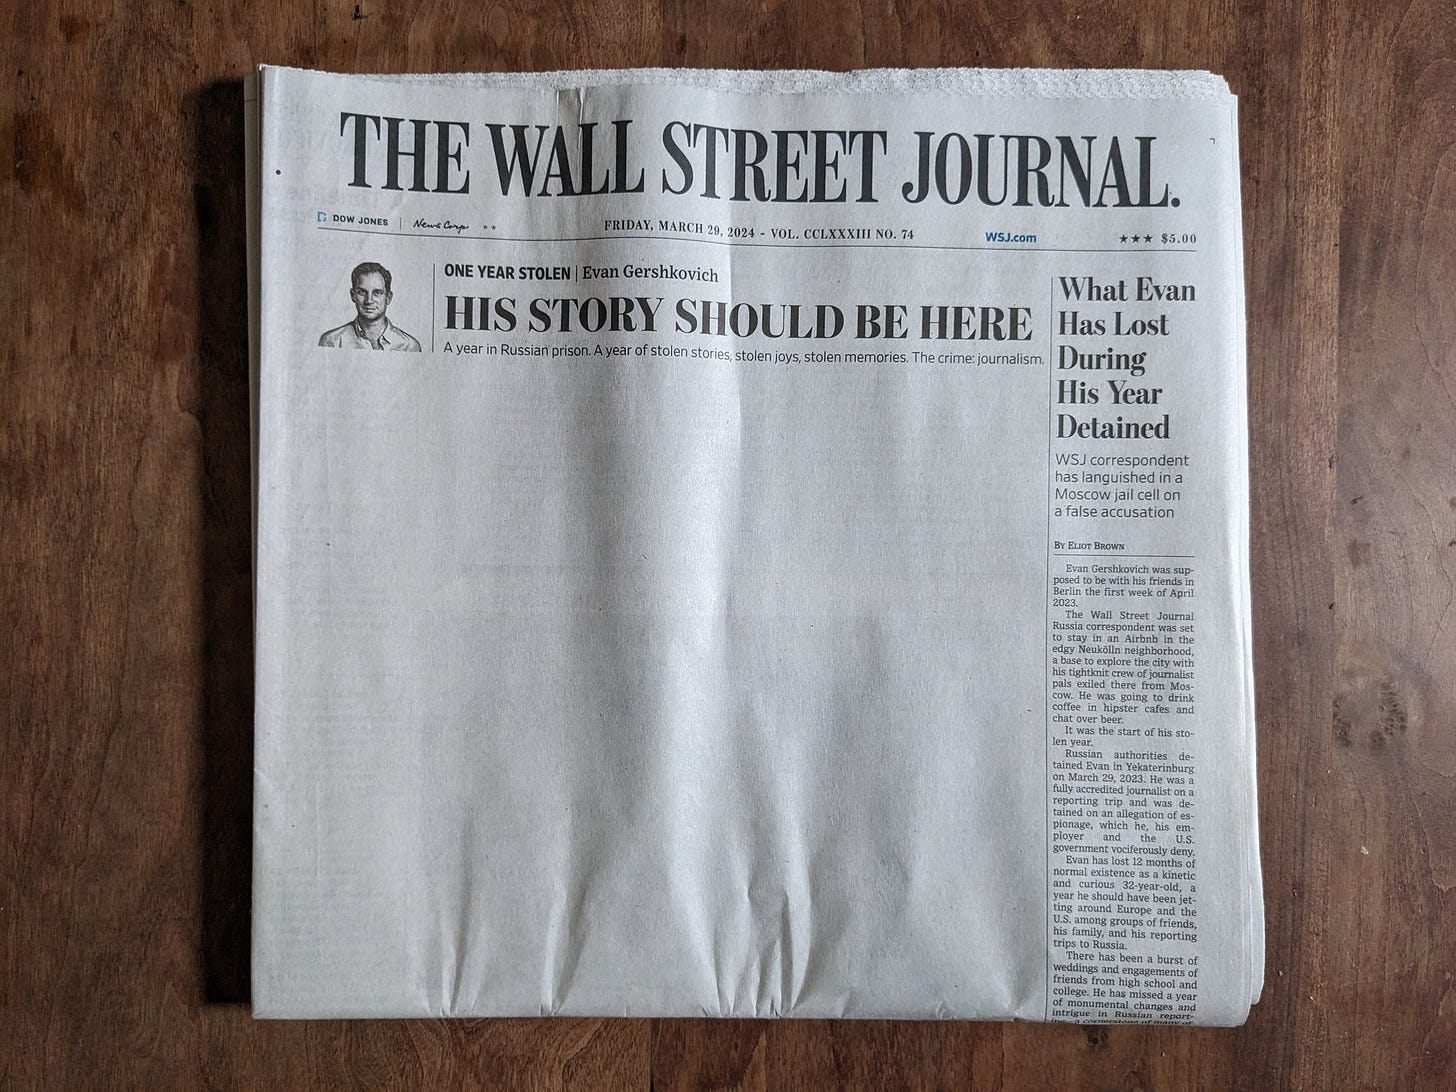 THE WALL STREET JOURNAL.
DOW JONES | News Corp ★★
FRIDAY, MARCH 29, 2024 ~ VOL. CCLXXXIII NO. 74
WSJ.com
★★★ $5.00
ONE YEAR STOLEN | Evan Gershkovich
HIS STORY SHOULD BE HERE
A year in Russian prison. A year of stolen stories, stolen joys, stolen memories. The crime: journalism.
What Evan
Has Lost
During
His Year
Detained
WSJ correspondent
has languished in a
Moscow jail cell on
a false accusation
BY ELIOT BROWN
Evan Gershkovich was sup-
posed to be with his friends in
Berlin the first week of April
2023.
The Wall Street Journal
Russia correspondent was set
to stay in an Airbnb in the
edgy Neukölln neighborhood,
a base to explore the city with
his tightknit crew of journalist
pals exiled there from Mos-
cow. He was going to drink
coffee in hipster cafes and
chat over beer.
It was the start of his sto-
len year.
Russian authorities de-
tained Evan in Yekaterinburg
on March 29, 2023. He was a
fully accredited journalist on a
reporting trip and was de-
tained on an allegation of es-
pionage, which he, his em-
ployer and the U.S.
government vociferously deny.
Evan has lost 12 months of
normal existence as a kinetic
and curious 32-year-old, a
year he should have been jet-
ting around Europe and the
U.S. among groups of friends,
his family, and his reporting
trips to Russia.
There has been a burst of
weddings and engagements of
friends from high school and
college. He has missed a year
of monumental changes and
intrigue in Russian report-
ing—a cornerstone of many of